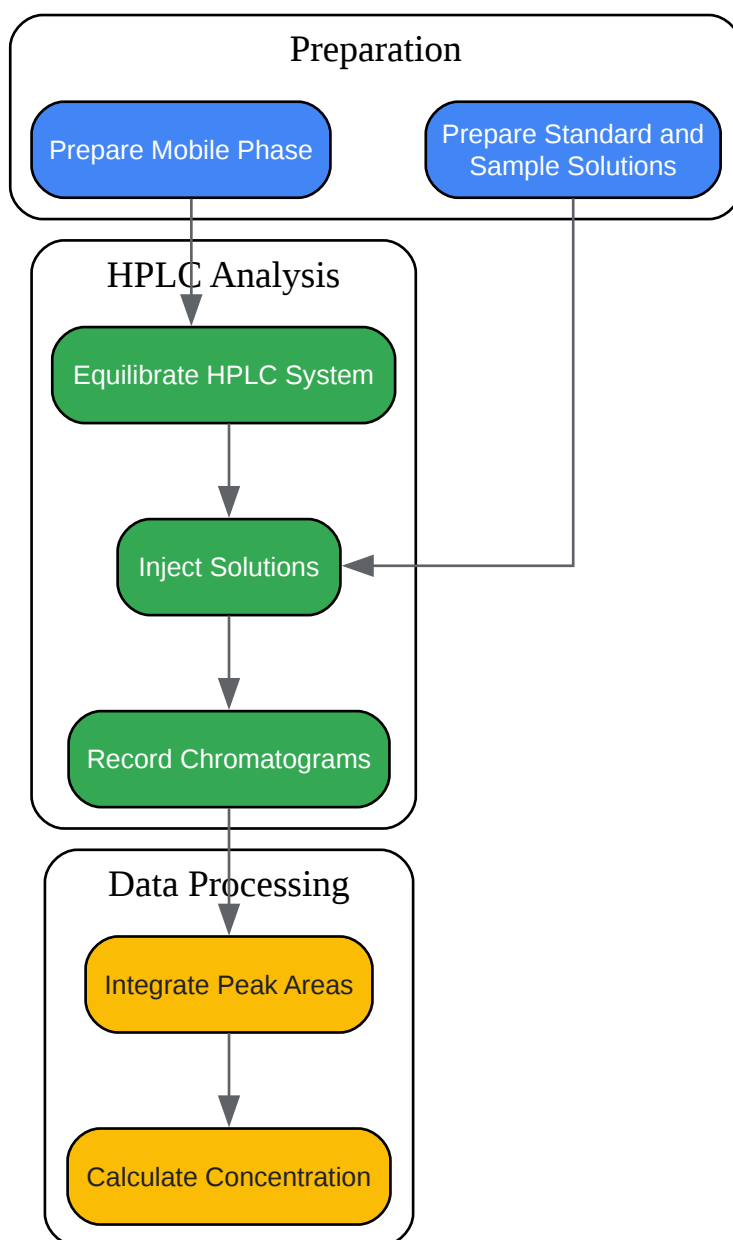 Preparation
Prepare Mobile Phase
Prepare Standard and
Sample Solutions
HPLC Analysis
Equilibrate HPLC System
Inject Solutions
Record Chromatograms
Data Processing
Integrate Peak Areas
Calculate Concentration